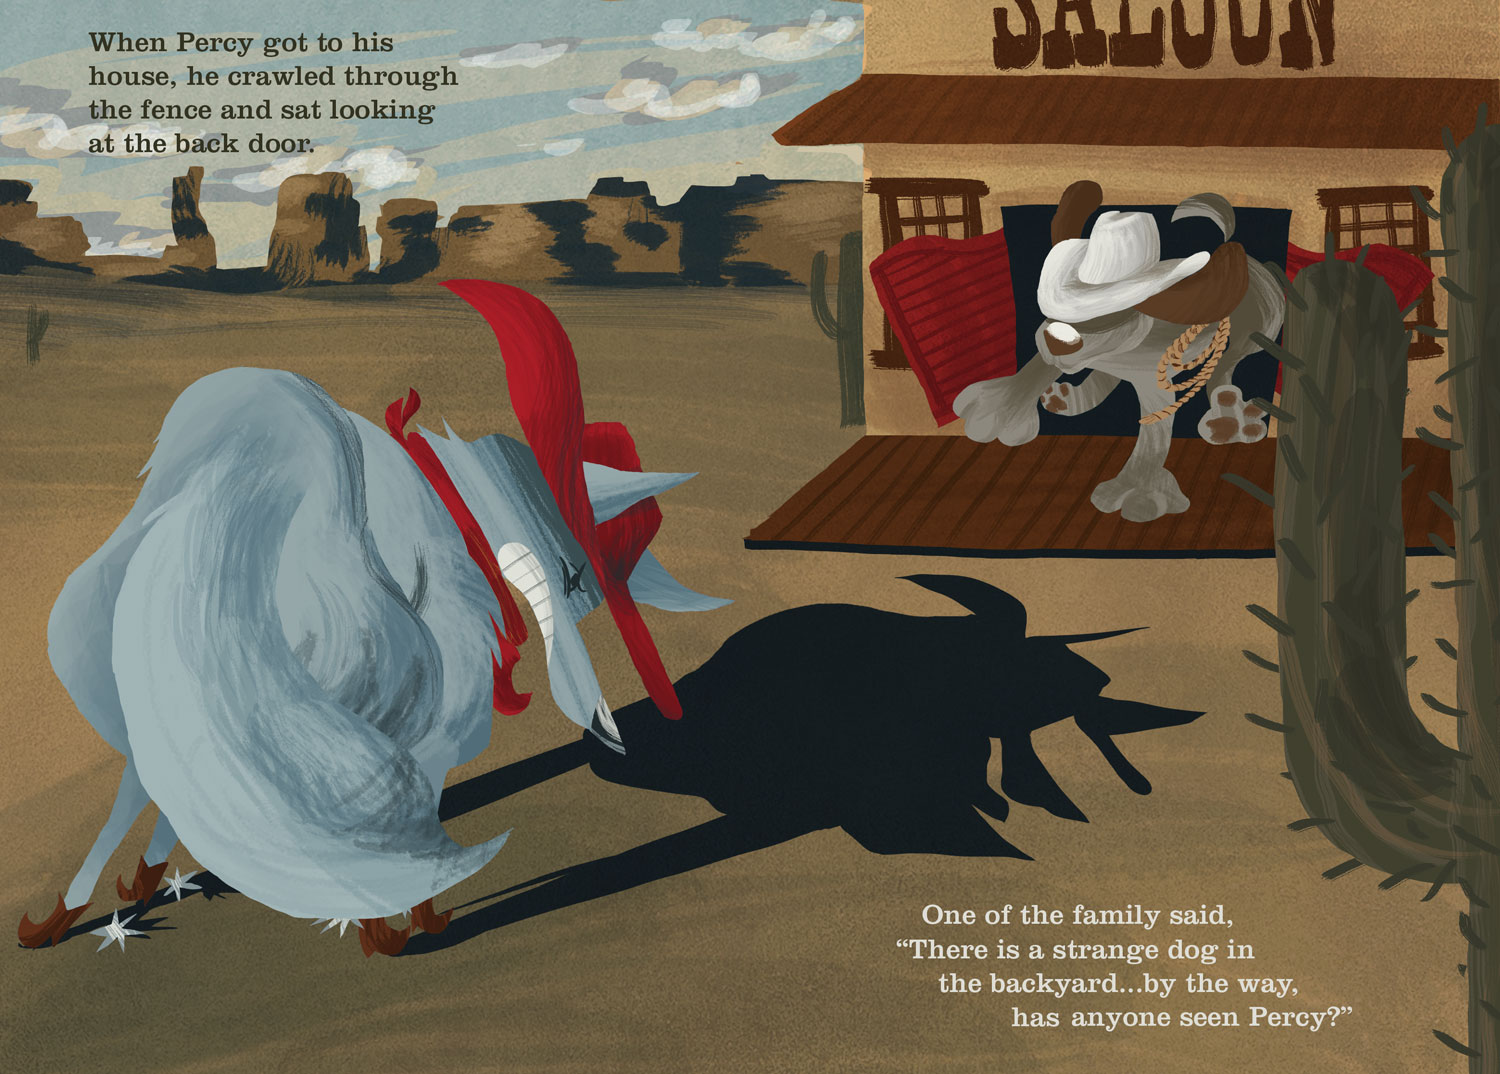 When Percy got to his
house, he crawled through
the fence and sat looking
at the back door.
SALOON
One of the family said,
“There is a strange dog in
the backyard...by the way,
has anyone seen Percy?”